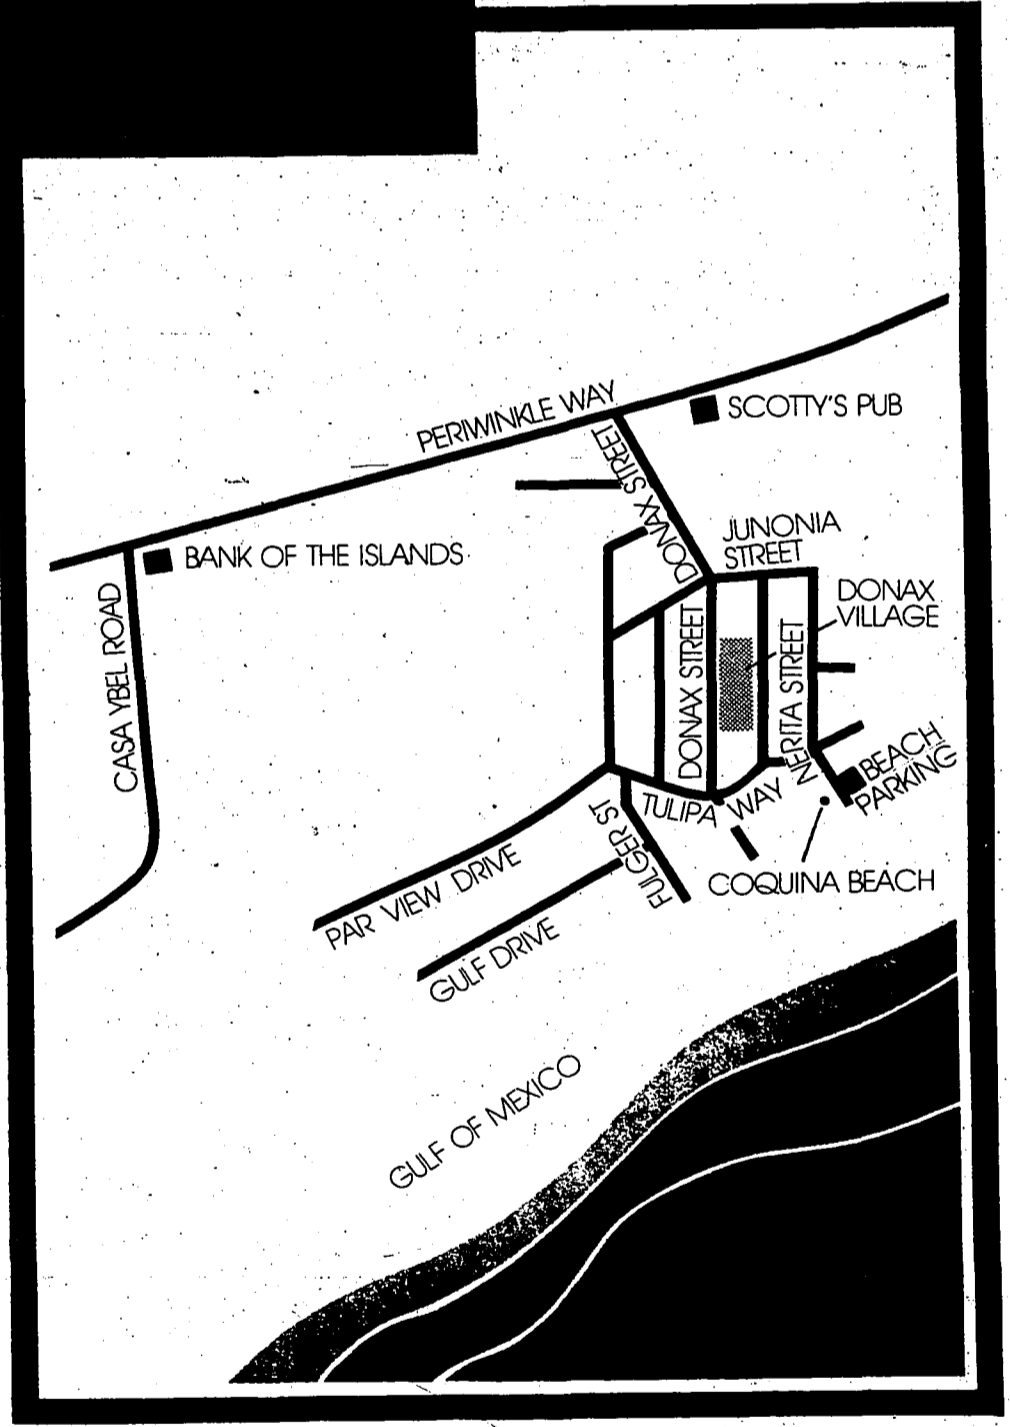 PERIWINKLE WAY
SCOTTY'S PUB
DONAX STREET
BANK OF THE ISLANDS
JUNONIA
STREET
CASA YBEL ROAD
DONAX
VILLAGE
DONAX STREET
NERITA STREET
BEACH
PARKING
TULIPA WAY
FULGER ST
COQUINA BEACH
PAR VIEW DRIVE
GULF DRIVE
GULF OF MEXICO